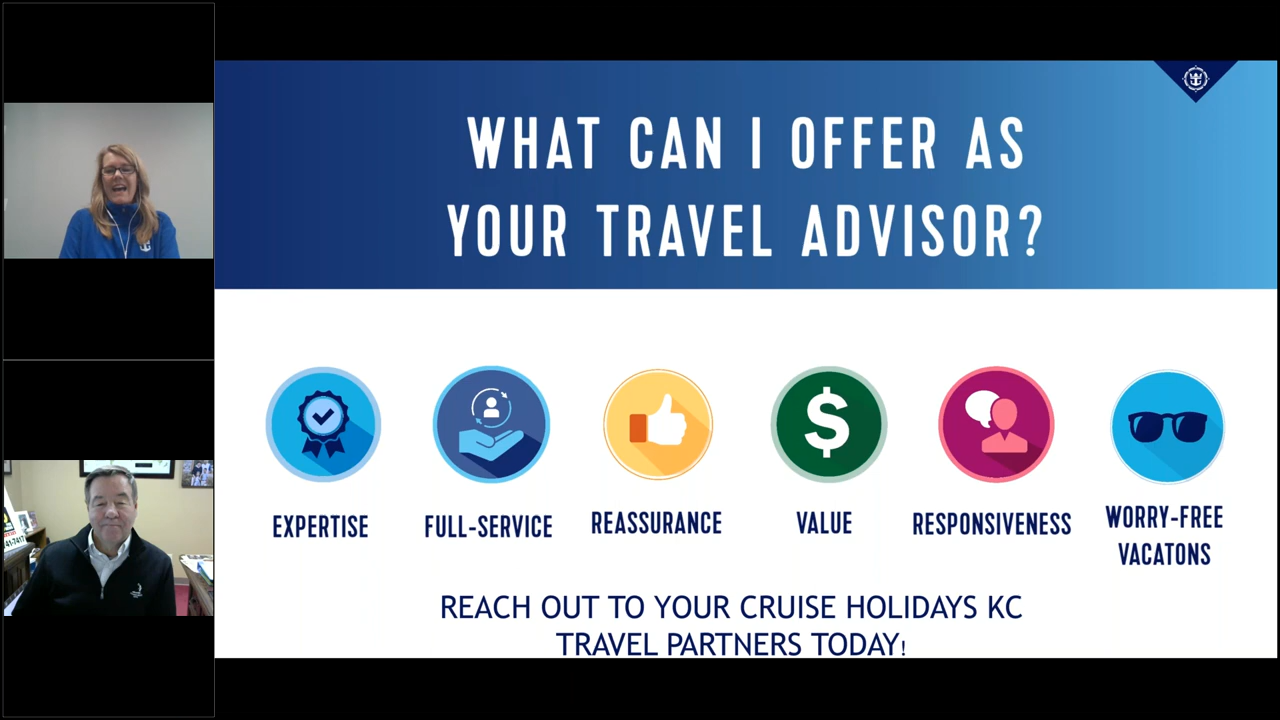 WHAT CAN I OFFER AS
YOUR TRAVEL ADVISOR?
EXPERTISE
FULL-SERVICE
REASSURANCE
VALUE
RESPONSIVENESS
WORRY-FREE
VACATONS
REACH OUT TO YOUR CRUISE HOLIDAYS KC
TRAVEL PARTNERS TODAY!